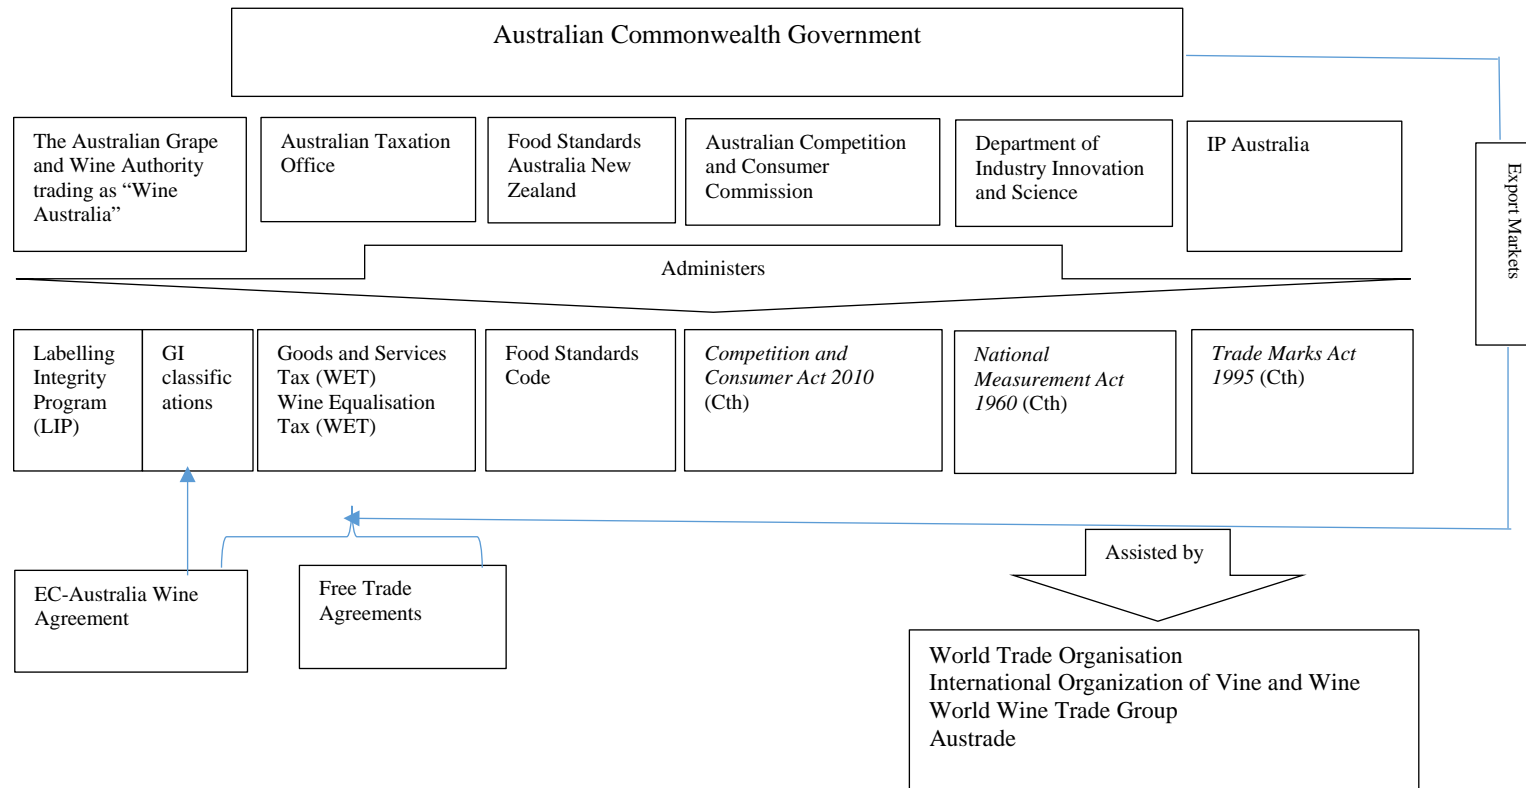 Australian Commonwealth Government
The Australian Grape
and Wine Authority
trading as “Wine
Australia”
Australian Taxation
Office
Food Standards
Australia New
Zealand
Australian Competition
and Consumer
Commission
Department of
Industry Innovation
and Science
IP Australia
Export Markets
Administers
Labelling
Integrity
Program
(LIP)
GI
classific
ations
Goods and Services
Tax (WET)
Wine Equalisation
Tax (WET)
Food Standards
Code
Competition and
Consumer Act 2010
(Cth)
National
Measurement Act
1960 (Cth)
Trade Marks Act
1995 (Cth)
EC-Australia Wine
Agreement
Free Trade
Agreements
Assisted by
World Trade Organisation
International Organization of Vine and Wine
World Wine Trade Group
Austrade